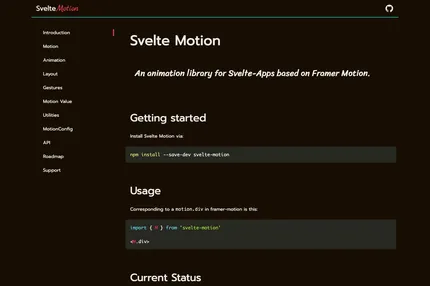 SvelteMotion
Introduction
Motion
Animation
Layout
Gestures
Motion Value
Utilities
MotionConfig
API
Roadmap
Support
Svelte Motion
An animation library for Svelte-Apps based on Framer Motion.
Getting started
Install Svelte Motion via:
npm install --save-dev svelte-motion
Usage
Corresponding to a motion.div in framer-motion is this:
import { M } from 'svelte-motion'
<M.div>
Current Status